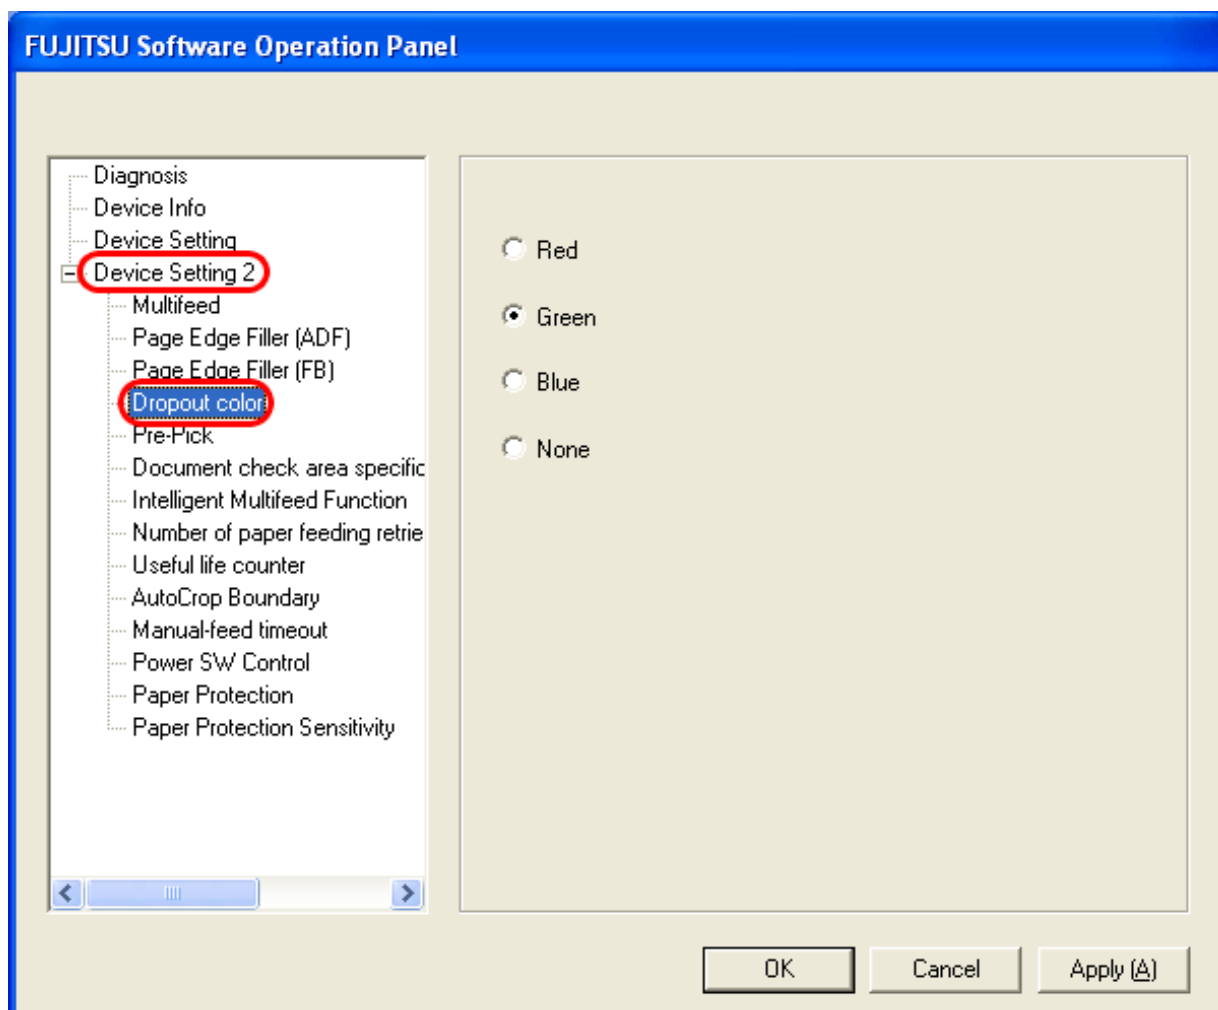 FUJITSU Software Operation Panel
Diagnosis
Device Info
Device Setting
Device Setting 2
Multifeed
Page Edge Filler (ADF)
Page Edge Filler (FB)
Dropout color
Pre-Pick
Document check area specific
Intelligent Multifeed Function
Number of paper feeding retrie
Useful life counter
AutoCrop Boundary
Manual-feed timeout
Power SW Control
Paper Protection
Paper Protection Sensitivity
Red
Green
Blue
None
OK Cancel Apply (A)